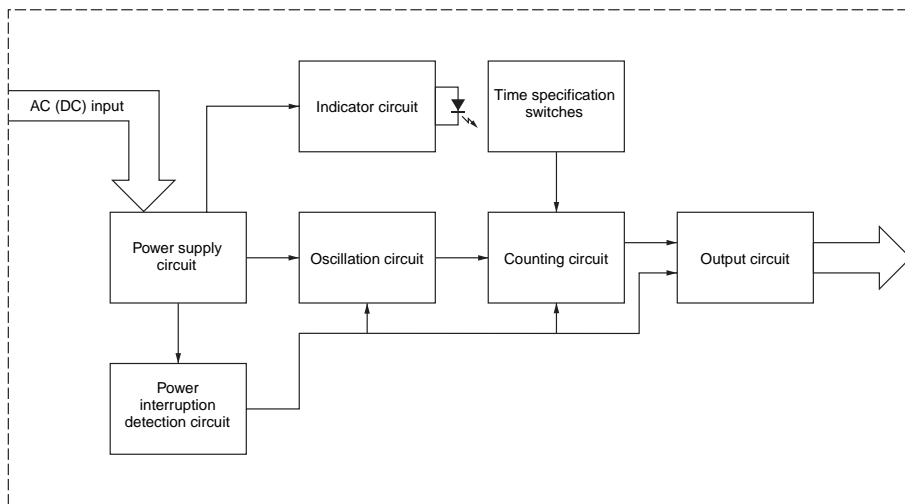 AC (DC) input
Indicator circuit
Time specification
switches
Power supply
circuit
Oscillation circuit
Counting circuit
Output circuit
Power
interruption
detection circuit